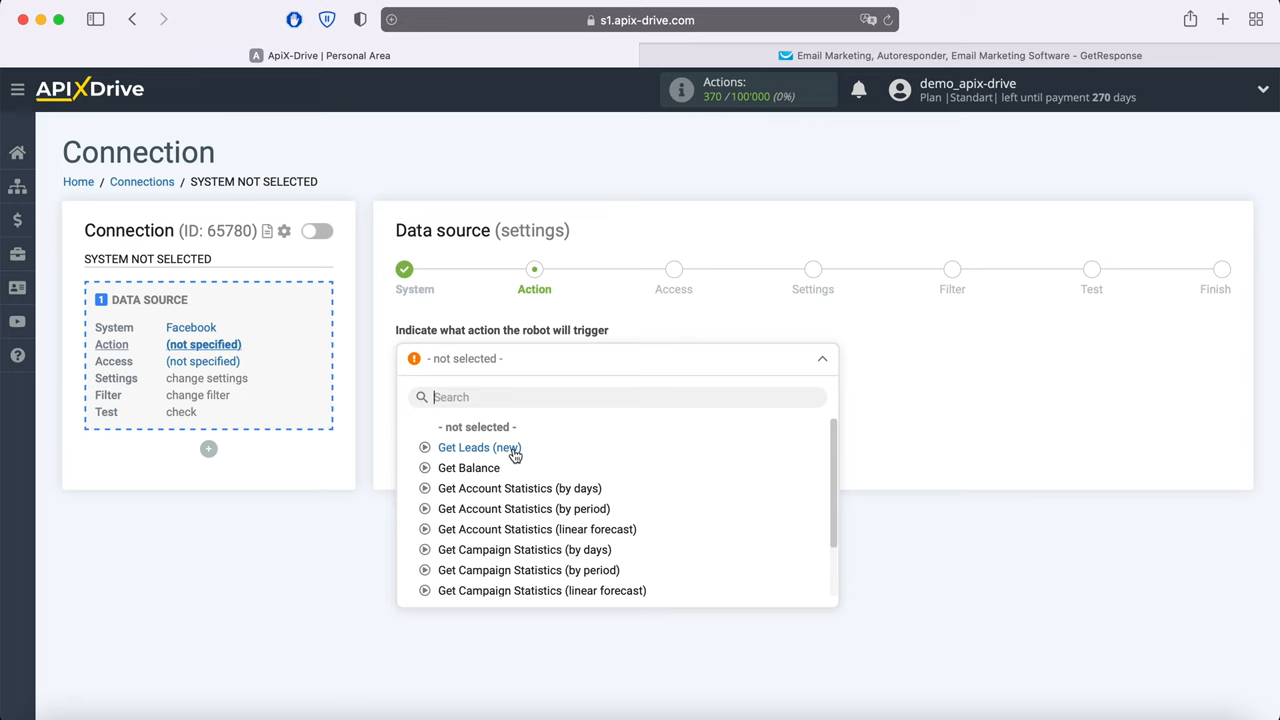 s1.apix-drive.com
ApiX-Drive | Personal Area
Email Marketing, Autoresponder, Email Marketing Software - GetResponse
APIXDrive
Actions:
370 / 100'000 (0%)
demo_apix-drive
Plan |Standart| left until payment 270 days
Connection
Home / Connections / SYSTEM NOT SELECTED
Connection (ID: 65780)
SYSTEM NOT SELECTED
1 DATA SOURCE
System Facebook
Action (not specified)
Access (not specified)
Settings change settings
Filter change filter
Test check
Data source (settings)
System Action Access Settings Filter Test Finish
Indicate what action the robot will trigger
- not selected -
Search
- not selected -
Get Leads (new)
Get Balance
Get Account Statistics (by days)
Get Account Statistics (by period)
Get Account Statistics (linear forecast)
Get Campaign Statistics (by days)
Get Campaign Statistics (by period)
Get Campaign Statistics (linear forecast)